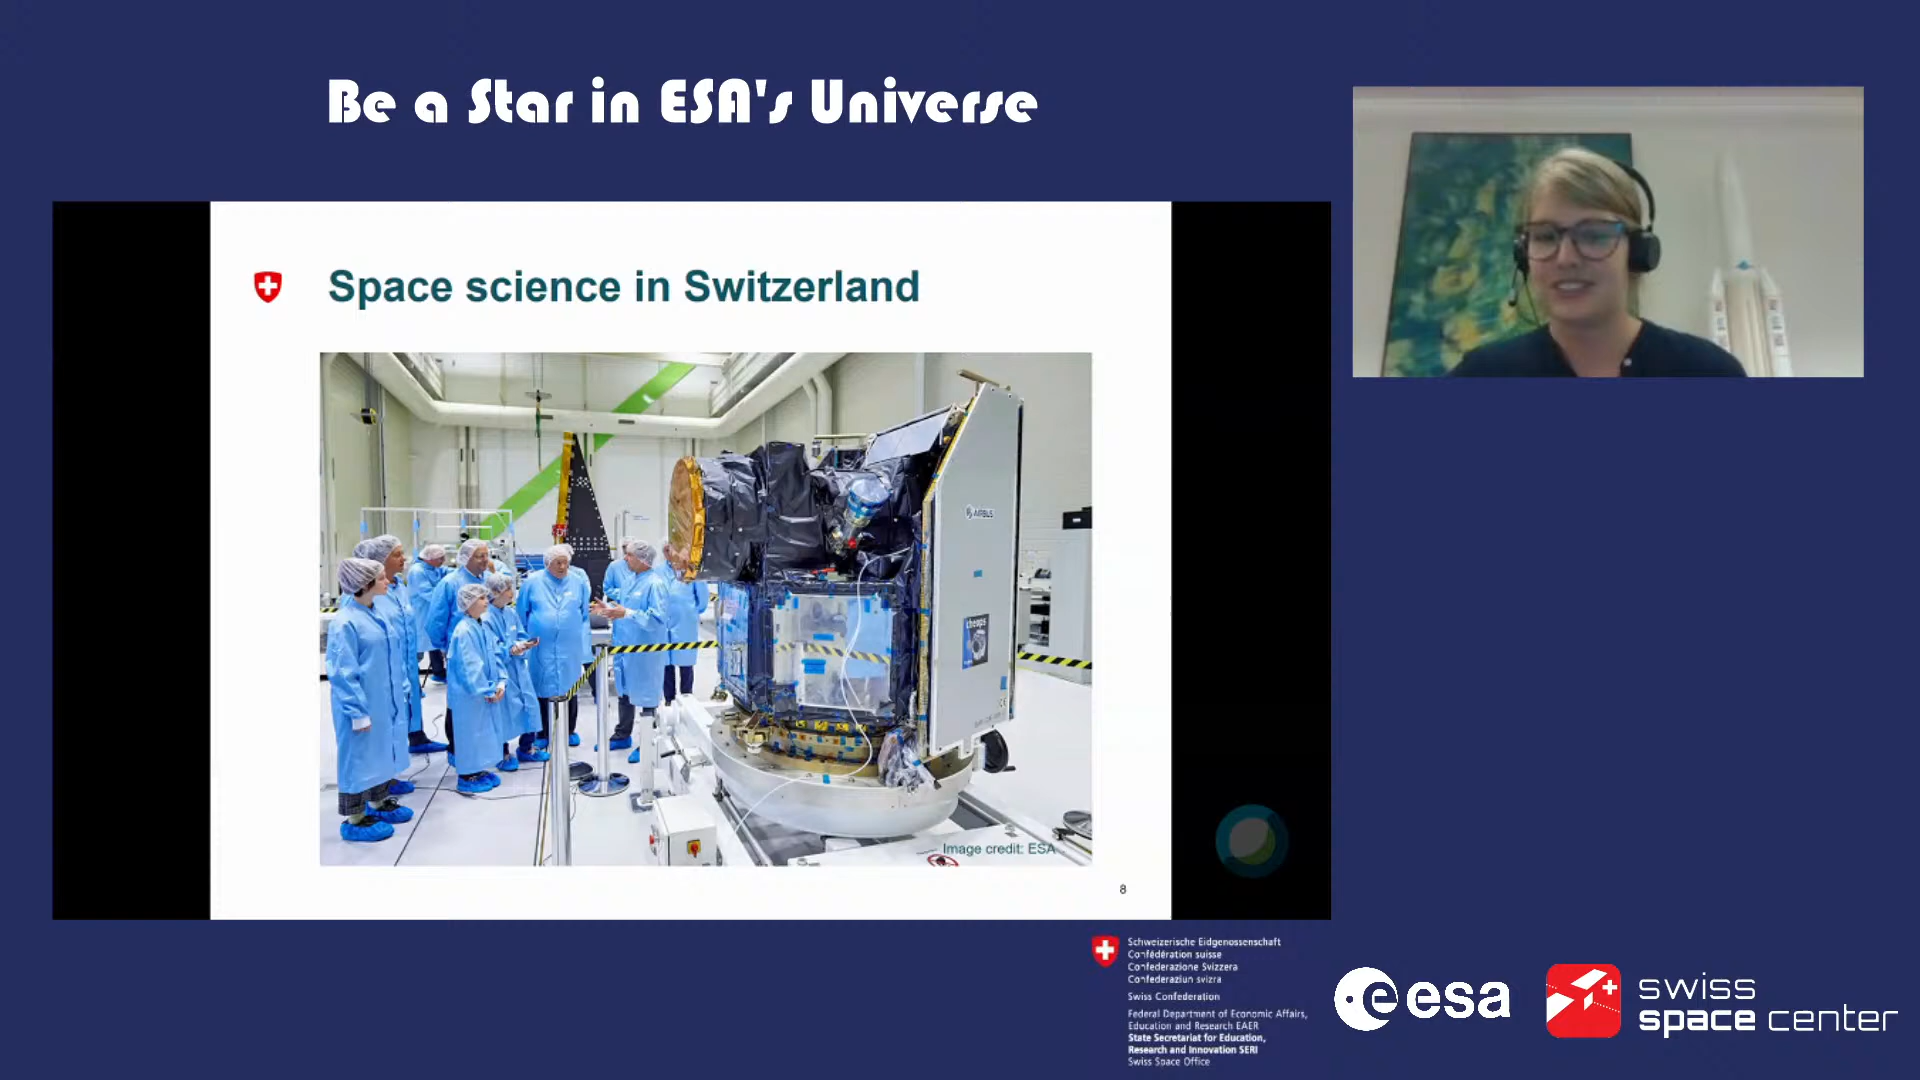 Be a Star in ESA's Universe
Space science in Switzerland
AIRBUS
cheops
Image credit: ESA
8
Schweizerische Eidgenossenschaft
Confédération suisse
Confederazione Svizzera
Confederaziun svizra
Swiss Confederation
Federal Department of Economic Affairs,
Education and Research EAER
State Secretariat for Education,
Research and Innovation SERI
Swiss Space Office
esa
swiss
space center